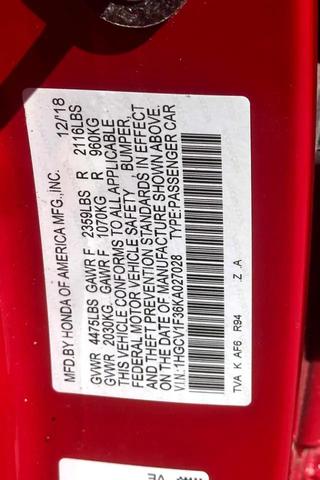 MFD.BY HONDA OF AMERICA MFG.,INC. 12/18
GVWR 4475LBS GAWR F 2359LBS R 2116LBS
GVWR 2030KG GAWR F 1070KG R 960KG
THIS VEHICLE CONFORMS TO ALL APPLICABLE
FEDERAL MOTOR VEHICLE SAFETY , BUMPER,
AND THEFT PREVENTION STANDARDS IN EFFECT
ON THE DATE OF MANUFACTURE SHOWN ABOVE.
V.I.N.:1HGCV1F36KA027028 TYPE:PASSENGER CAR
TVA K AF6 R94 .Z .A
VE